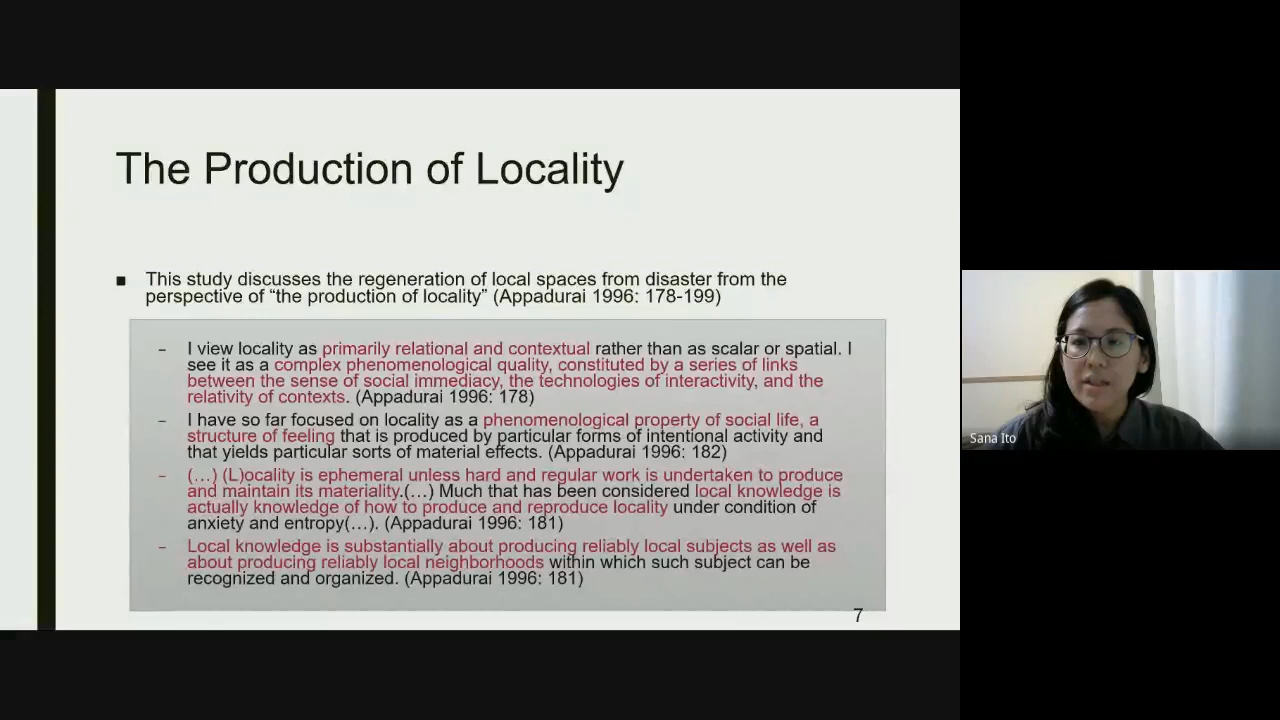 The Production of Locality
■ This study discusses the regeneration of local spaces from disaster from the
perspective of “the production of locality” (Appadurai 1996: 178-199)
– I view locality as primarily relational and contextual rather than as scalar or spatial. I
see it as a complex phenomenological quality, constituted by a series of links
between the sense of social immediacy, the technologies of interactivity, and the
relativity of contexts. (Appadurai 1996: 178)
– I have so far focused on locality as a phenomenological property of social life, a
structure of feeling that is produced by particular forms of intentional activity and
that yields particular sorts of material effects. (Appadurai 1996: 182)
– (…) (L)ocality is ephemeral unless hard and regular work is undertaken to produce
and maintain its materiality.(…) Much that has been considered local knowledge is
actually knowledge of how to produce and reproduce locality under condition of
anxiety and entropy(…). (Appadurai 1996: 181)
– Local knowledge is substantially about producing reliably local subjects as well as
about producing reliably local neighborhoods within which such subject can be
recognized and organized. (Appadurai 1996: 181)
7
Sana Ito